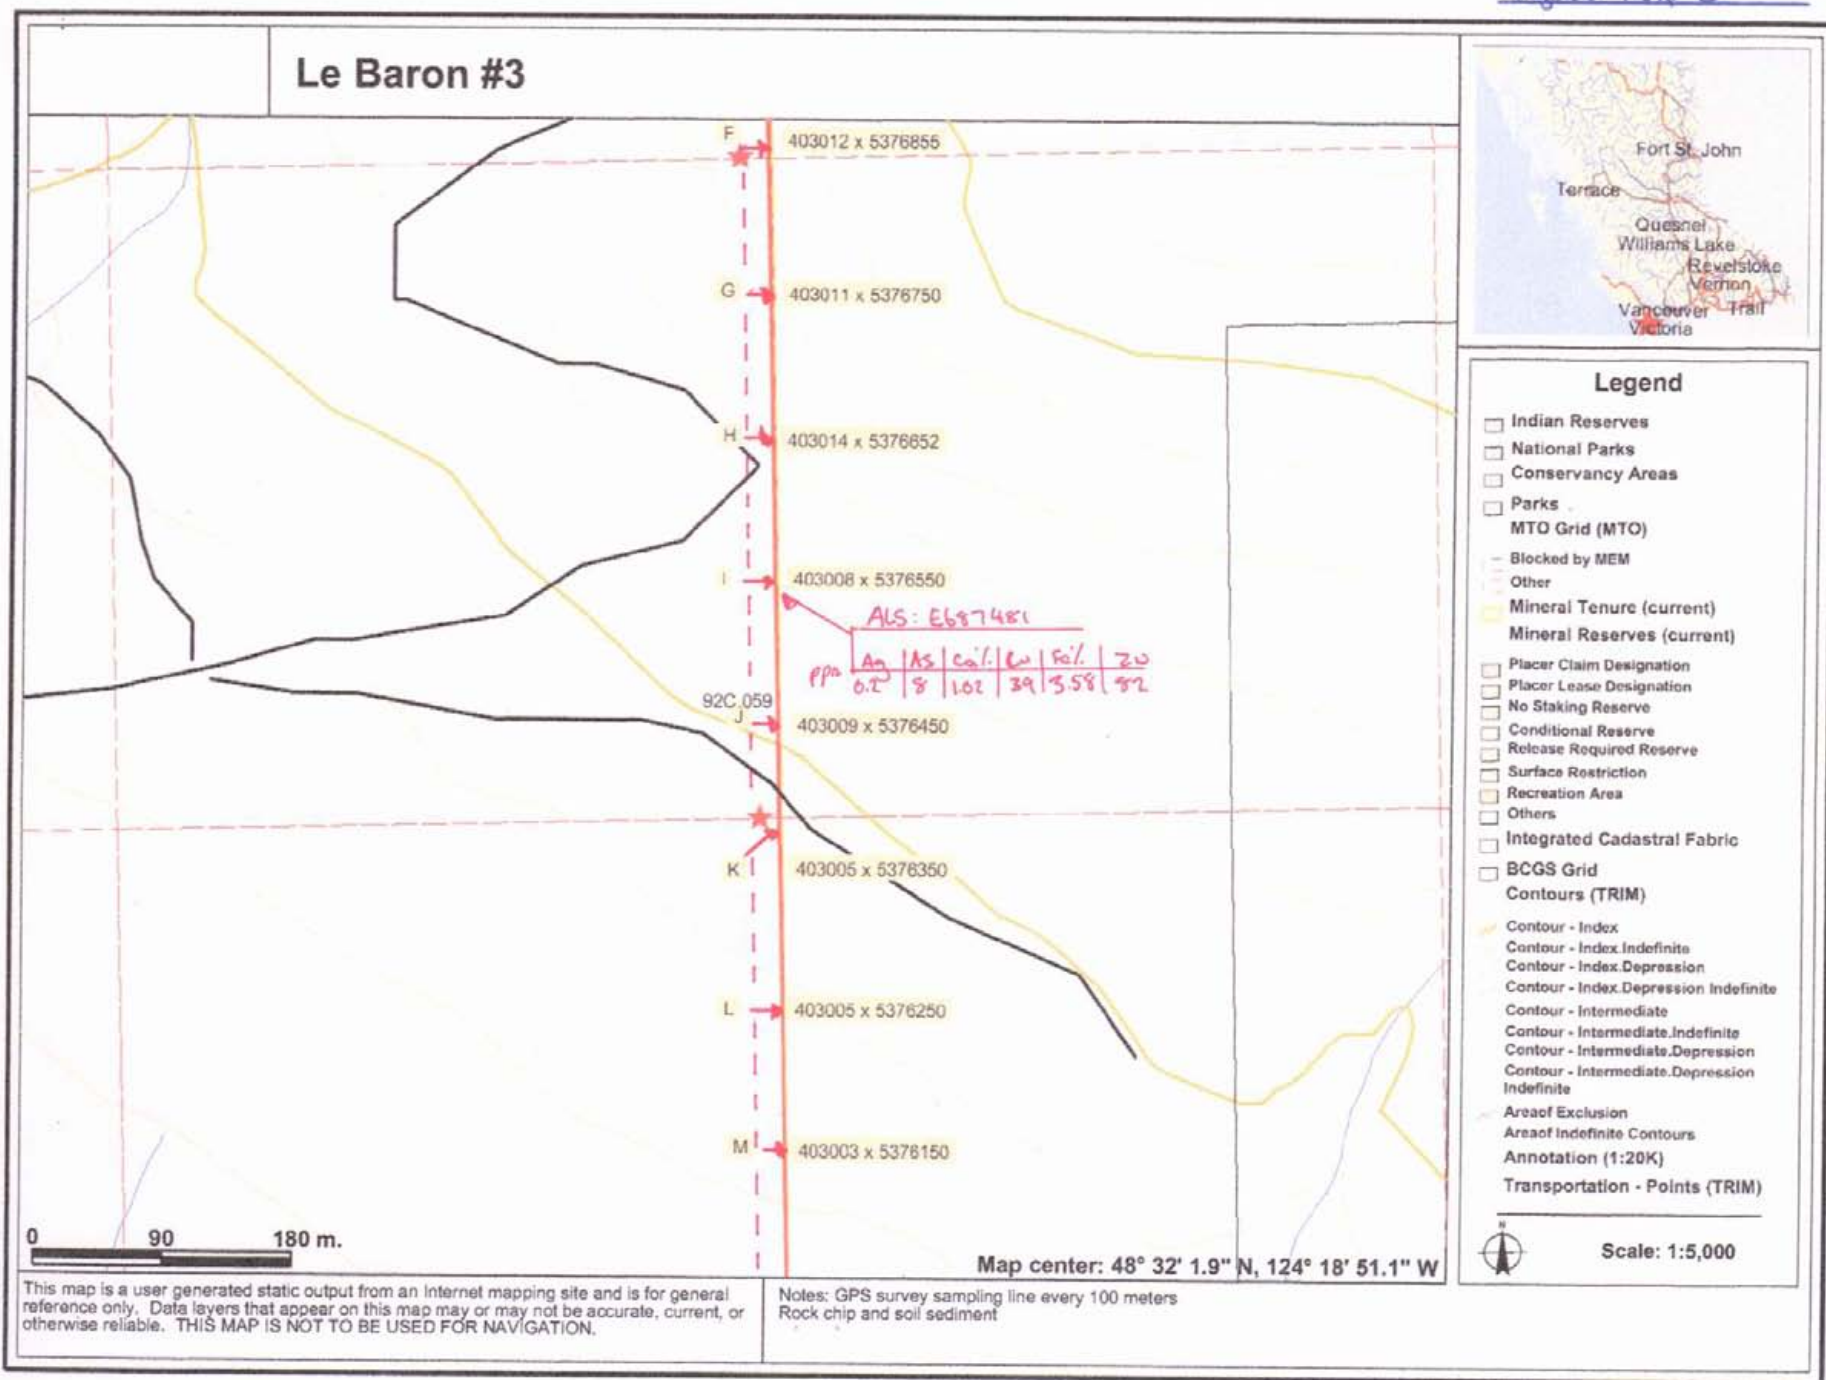 Le Baron #3
F
403012 x 5376855
G
403011 x 5376750
H
403014 x 5376652
I
403008 x 5376550
ALS: E687481
ppm
Ag | As | Ca% | Cu | Fe% | Zn
0.2 | 8 | 1.02 | 39 | 3.58 | 82
92C.059
J
403009 x 5376450
K
403005 x 5376350
L
403005 x 5376250
M
403003 x 5376150
0 90 180 m.
Map center: 48° 32' 1.9" N, 124° 18' 51.1" W
This map is a user generated static output from an Internet mapping site and is for general
reference only. Data layers that appear on this map may or may not be accurate, current, or
otherwise reliable. THIS MAP IS NOT TO BE USED FOR NAVIGATION.
Notes: GPS survey sampling line every 100 meters
Rock chip and soil sediment
Fort St. John
Terrace
Quesnel
Williams Lake
Revelstoke
Vernon
Vancouver Trail
Victoria
Legend
Indian Reserves
National Parks
Conservancy Areas
Parks
MTO Grid (MTO)
Blocked by MEM
Other
Mineral Tenure (current)
Mineral Reserves (current)
Placer Claim Designation
Placer Lease Designation
No Staking Reserve
Conditional Reserve
Release Required Reserve
Surface Restriction
Recreation Area
Others
Integrated Cadastral Fabric
BCGS Grid
Contours (TRIM)
Contour - Index
Contour - Index.Indefinite
Contour - Index.Depression
Contour - Index.Depression Indefinite
Contour - Intermediate
Contour - Intermediate.Indefinite
Contour - Intermediate.Depression
Contour - Intermediate.Depression
Indefinite
Areaof Exclusion
Areaof Indefinite Contours
Annotation (1:20K)
Transportation - Points (TRIM)
N
Scale: 1:5,000